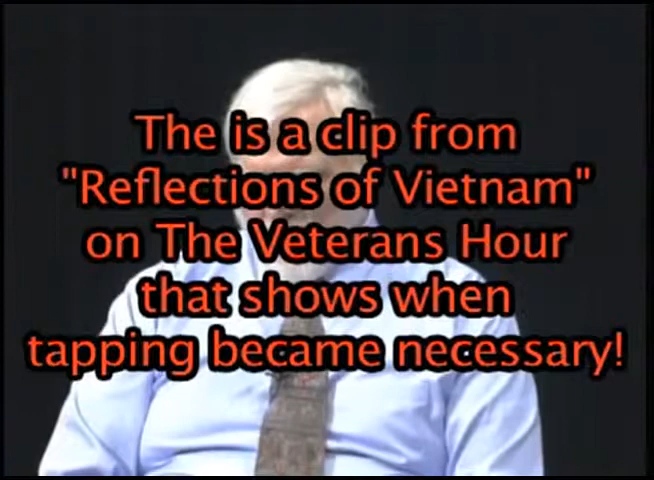 The is a clip from
"Reflections of Vietnam"
on The Veterans Hour
that shows when
tapping became necessary!